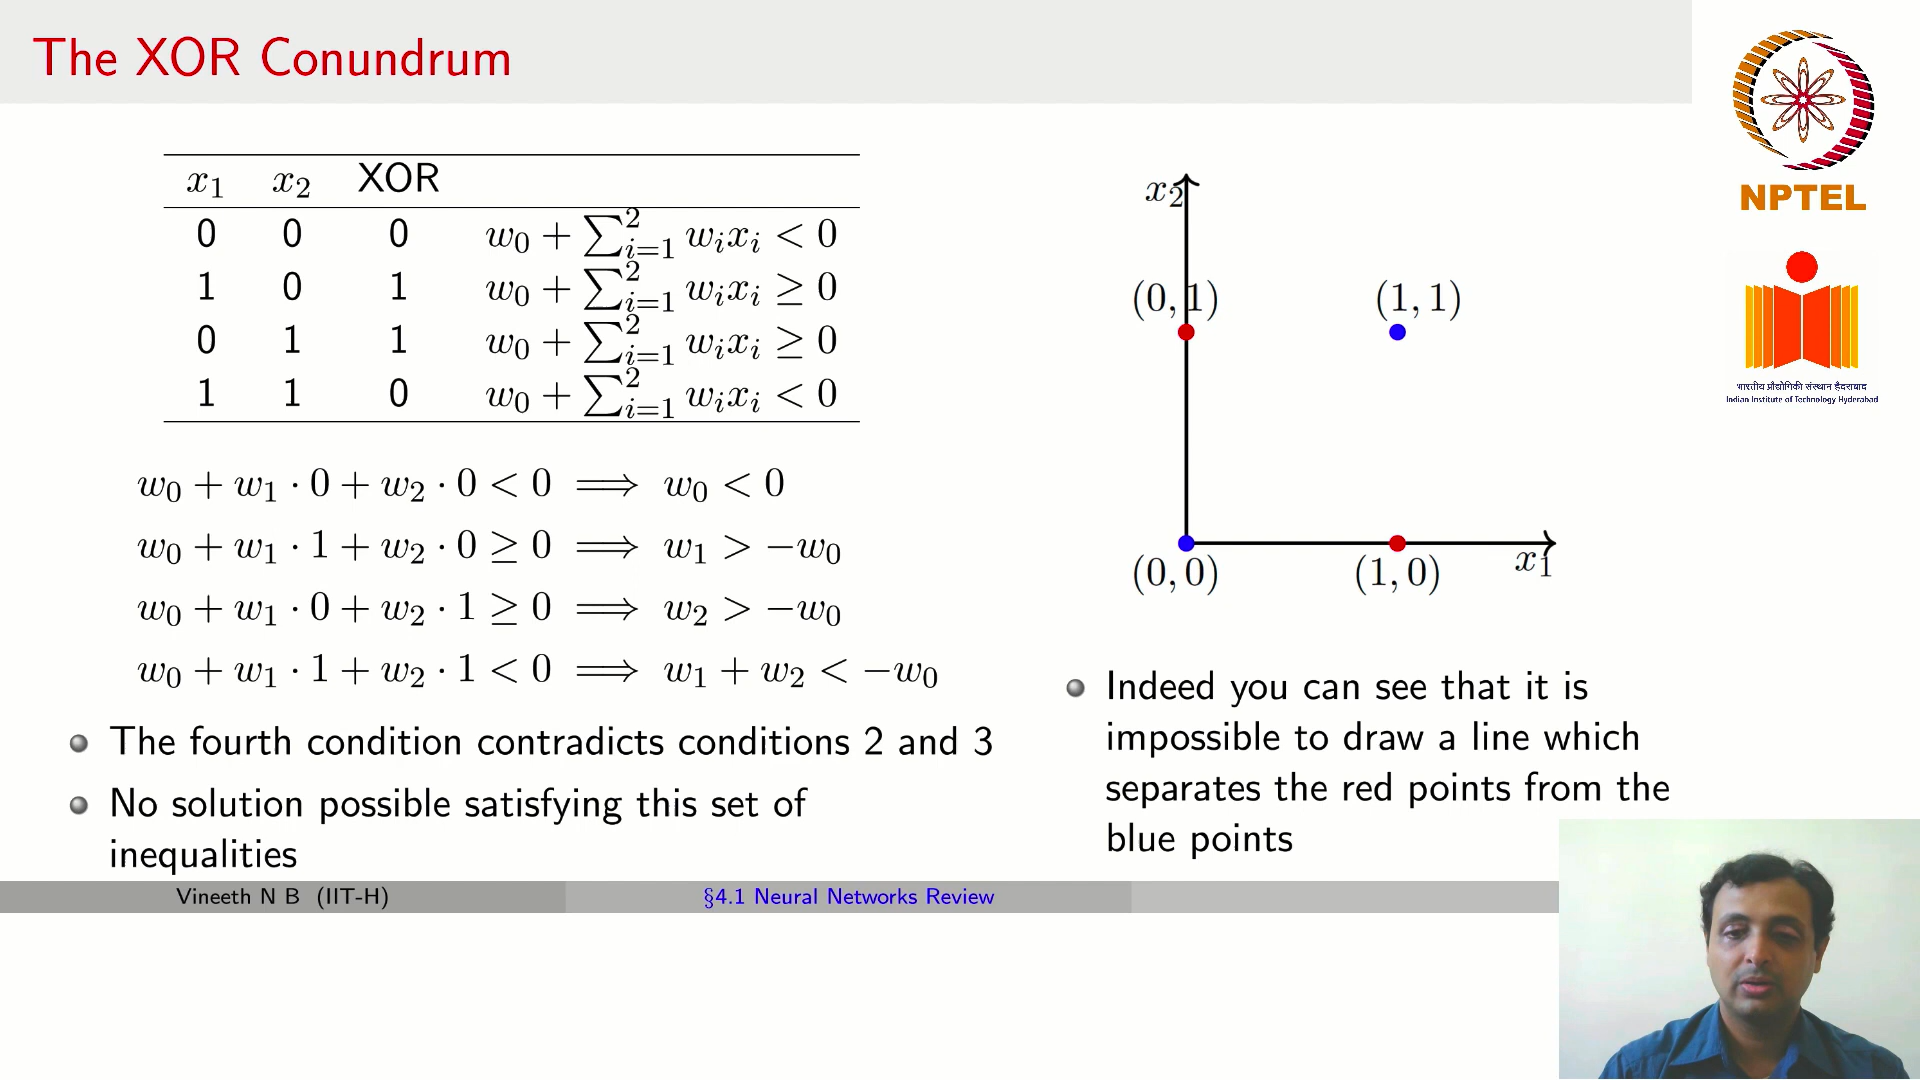 The XOR Conundrum
x₁ x₂ XOR
0 0 0 w₀ + ∑²ᵢ₌₁ wᵢxᵢ < 0
1 0 1 w₀ + ∑²ᵢ₌₁ wᵢxᵢ ≥ 0
0 1 1 w₀ + ∑²ᵢ₌₁ wᵢxᵢ ≥ 0
1 1 0 w₀ + ∑²ᵢ₌₁ wᵢxᵢ < 0
w₀ + w₁ · 0 + w₂ · 0 < 0 ⟹ w₀ < 0
w₀ + w₁ · 1 + w₂ · 0 ≥ 0 ⟹ w₁ > −w₀
w₀ + w₁ · 0 + w₂ · 1 ≥ 0 ⟹ w₂ > −w₀
w₀ + w₁ · 1 + w₂ · 1 < 0 ⟹ w₁ + w₂ < −w₀
The fourth condition contradicts conditions 2 and 3
No solution possible satisfying this set of
inequalities
x₂
(0, 1) (1, 1)
(0, 0) (1, 0) x₁
Indeed you can see that it is
impossible to draw a line which
separates the red points from the
blue points
NPTEL
भारतीय प्रौद्योगिकी संस्थान हैदराबाद
Indian Institute of Technology Hyderabad
Vineeth N B (IIT-H) §4.1 Neural Networks Review